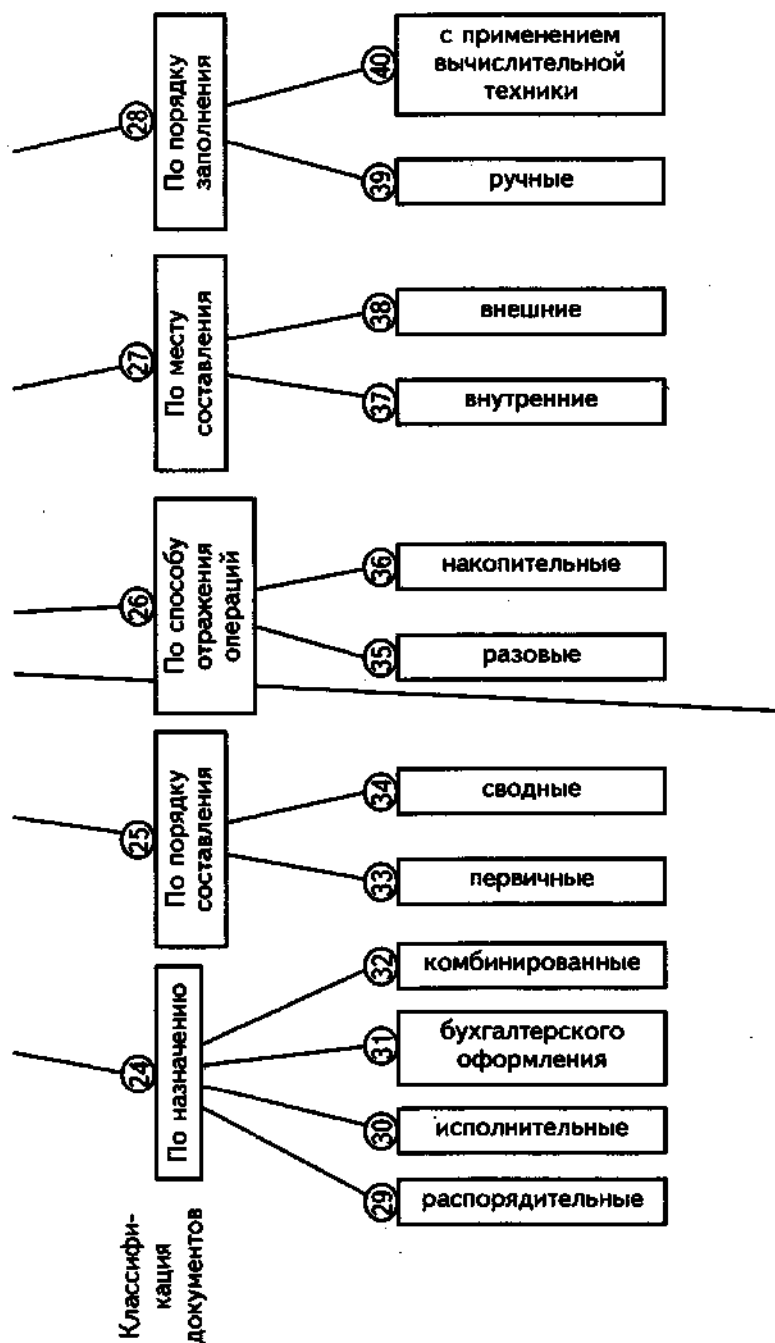 28
По порядку
заполнения
40
с применением
вычислительной
техники
39
ручные
27
По месту
составления
38
внешние
37
внутренние
26
По способу
отражения
операций
36
накопительные
35
разовые
25
По порядку
составления
34
сводные
33
первичные
24
По назначению
32
комбинированные
31
бухгалтерского
оформления
30
исполнительные
29
распорядительные
Классифи-
кация
документов